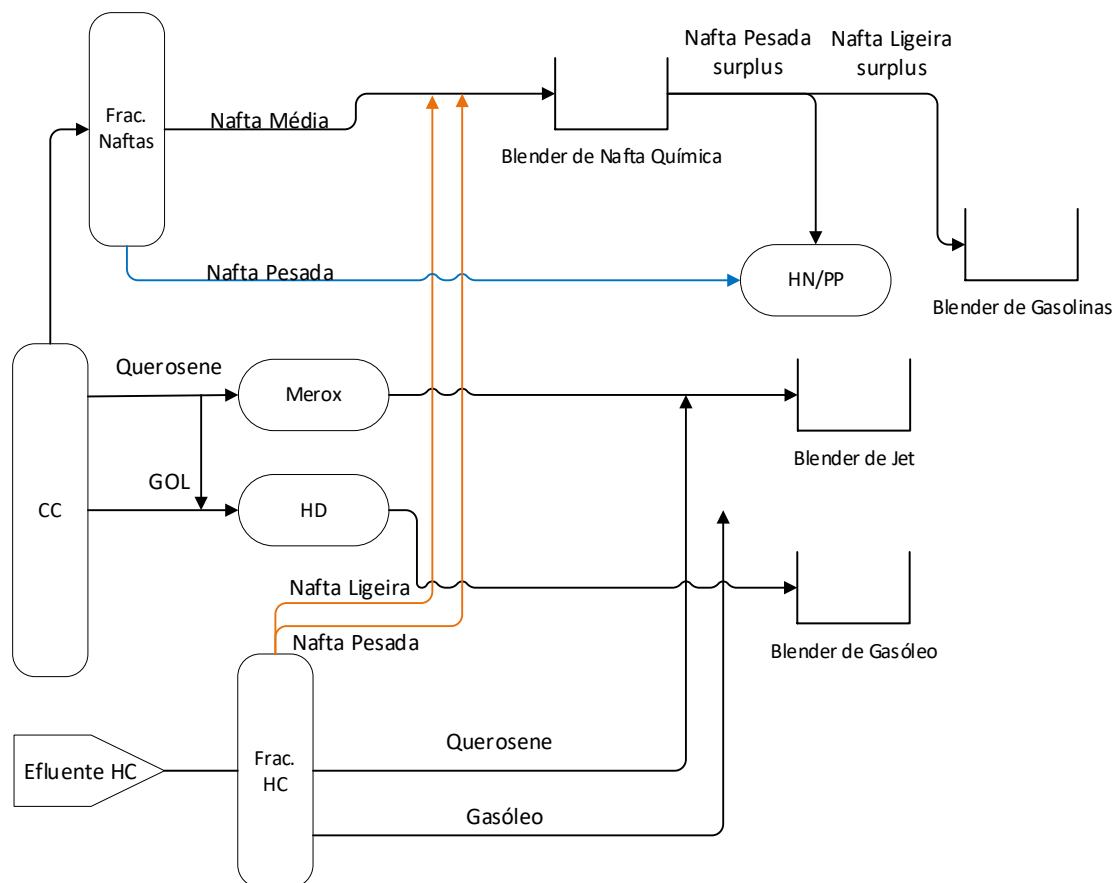 Nafta Pesada
surplus
Nafta Ligeira
surplus
Frac.
Naftas
Nafta Média
Blender de Nafta Química
Nafta Pesada
HN/PP
Blender de Gasolinas
Querosene
Merox
Blender de Jet
GOL
CC
HD
Nafta Ligeira
Nafta Pesada
Blender de Gasóleo
Querosene
Efluente HC
Frac.
HC
Gasóleo